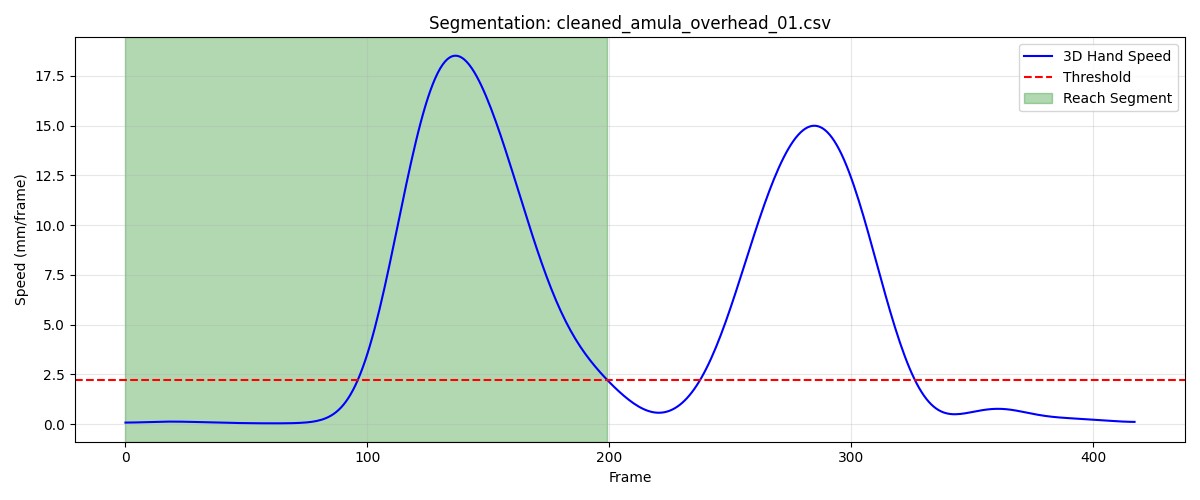 Segmentation: cleaned_amula_overhead_01.csv
3D Hand Speed
Threshold
Reach Segment
Speed (mm/frame)
17.5
15.0
12.5
10.0
7.5
5.0
2.5
0.0
0
100
200
300
400
Frame